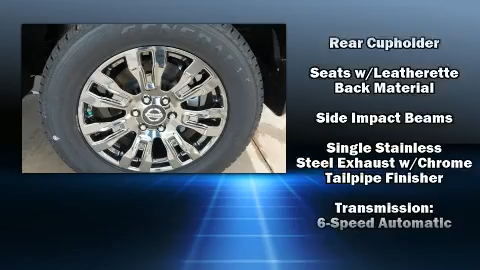 GENERAL
Rear Cupholder
Seats w/Leatherette
Back Material
Side Impact Beams
Single Stainless
Steel Exhaust w/Chrome
Tailpipe Finisher
Transmission:
6-Speed Automatic